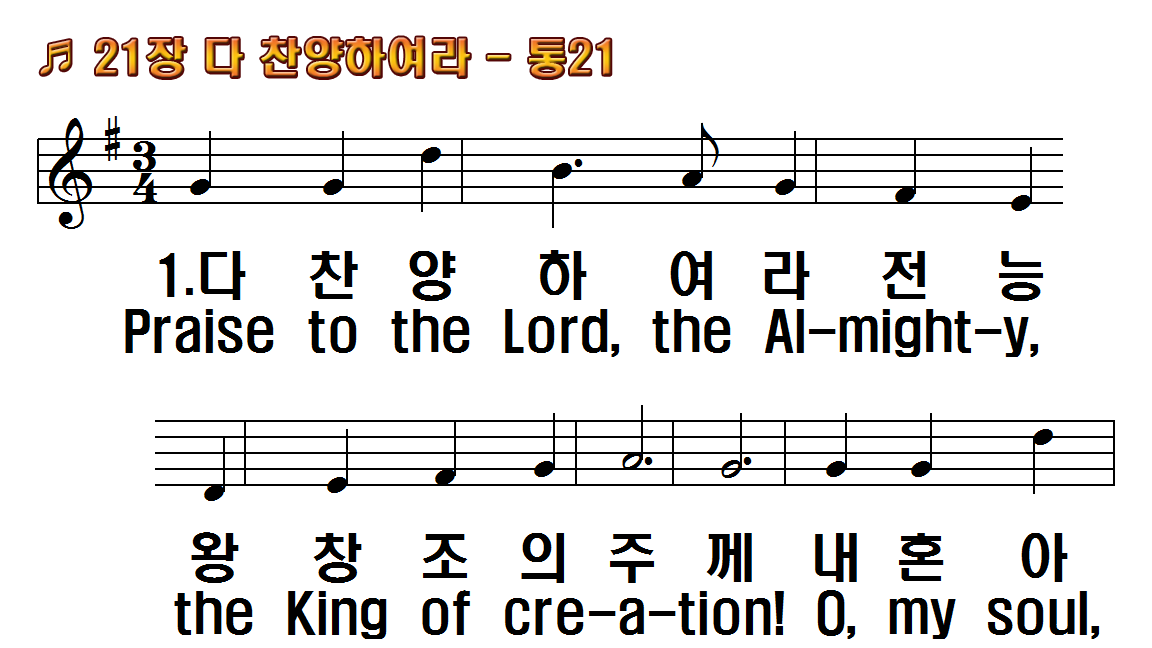 21장 다 찬양하여라 - 통21
3
4
1.다 찬 양 하 여 라 전 능
Praise to the Lord, the Al-might-y,
왕 창 조 의 주 께 내 혼 아
the King of cre-a-tion! O, my soul,